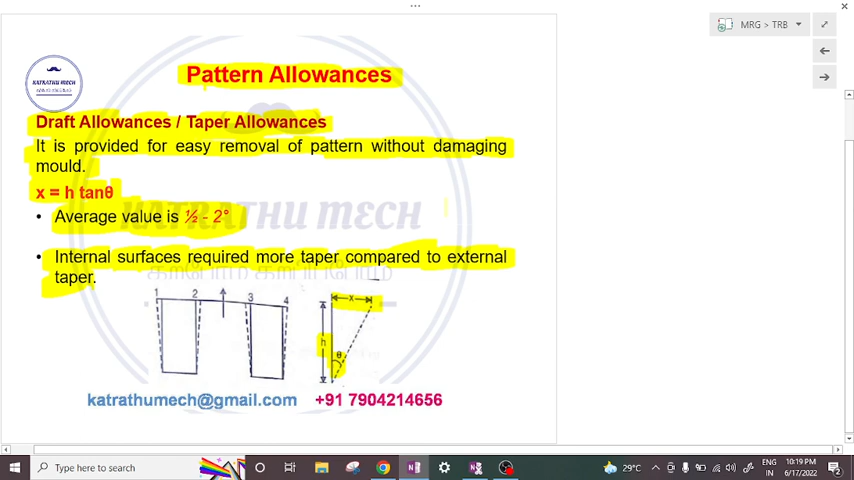 MRG > TRB
Pattern Allowances
KATRATHU MECH
Draft Allowances / Taper Allowances
It is provided for easy removal of pattern without damaging
mould.
x = h tanθ
• Average value is ½ - 2°
KATRATHU MECH
• Internal surfaces required more taper compared to external
taper.
1 2 3 4
x
h
θ
katrathumech@gmail.com +91 7904214656
Type here to search
29°C
ENG
IN
10:19 PM
6/17/2022
2